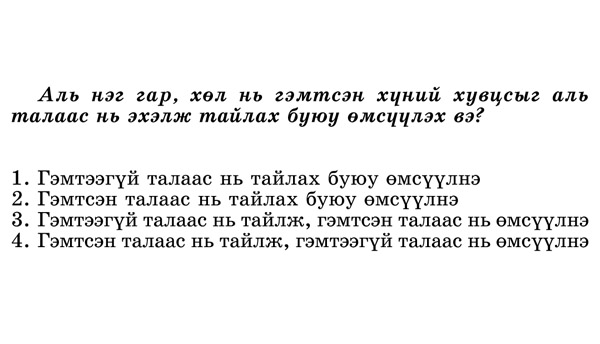 Аль нэг гар, хөл нь гэмтсэн хүний хувцсыг аль
талаас нь эхэлж тайлах буюу өмсүүлэх вэ?
1. Гэмтээгүй талаас нь тайлах буюу өмсүүлнэ
2. Гэмтсэн талаас нь тайлах буюу өмсүүлнэ
3. Гэмтээгүй талаас нь тайлж, гэмтсэн талаас нь өмсүүлнэ
4. Гэмтсэн талаас нь тайлж, гэмтээгүй талаас нь өмсүүлнэ